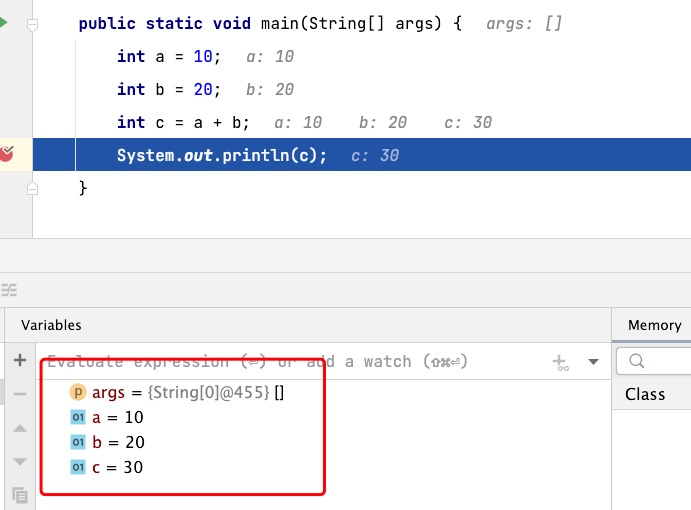 public static void main(String[] args) { args: []
int a = 10; a: 10
int b = 20; b: 20
int c = a + b; a: 10 b: 20 c: 30
System.out.println(c); c: 30
}
Variables
Memory
Evaluate expression (⏎) or add a watch (⇧⌘⏎)
p args = {String[0]@455} []
01 a = 10
01 b = 20
01 c = 30
Class